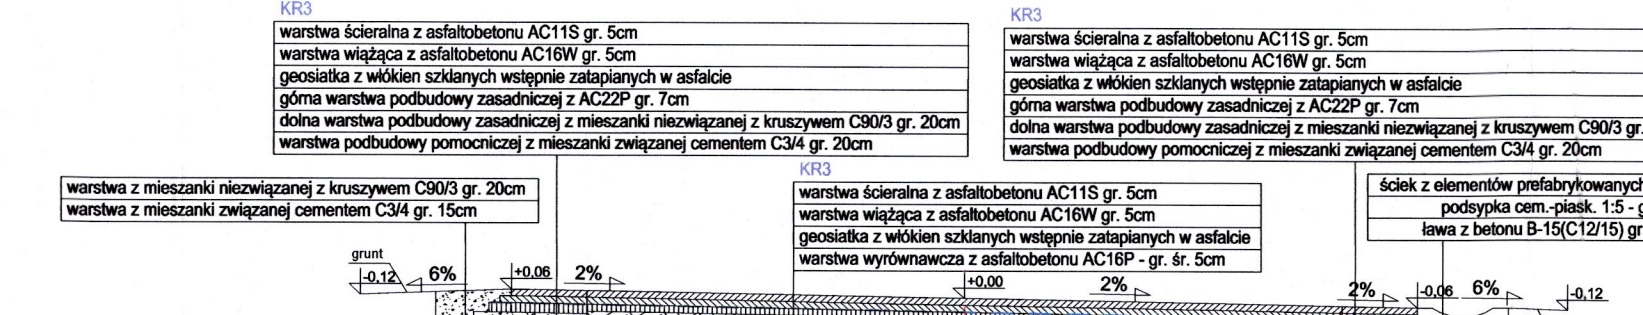 KR3
warstwa ścieralna z asfaltobetonu AC11S gr. 5cm
warstwa wiążąca z asfaltobetonu AC16W gr. 5cm
geosiatka z włókien szklanych wstępnie zatapianych w asfalcie
górna warstwa podbudowy zasadniczej z AC22P gr. 7cm
dolna warstwa podbudowy zasadniczej z mieszanki niezwiązanej z kruszywem C90/3 gr. 20cm
warstwa podbudowy pomocniczej z mieszanki związanej cementem C3/4 gr. 20cm
KR3
warstwa ścieralna z asfaltobetonu AC11S gr. 5cm
warstwa wiążąca z asfaltobetonu AC16W gr. 5cm
geosiatka z włókien szklanych wstępnie zatapianych w asfalcie
górna warstwa podbudowy zasadniczej z AC22P gr. 7cm
dolna warstwa podbudowy zasadniczej z mieszanki niezwiązanej z kruszywem C90/3 gr.
warstwa podbudowy pomocniczej z mieszanki związanej cementem C3/4 gr. 20cm
warstwa z mieszanki niezwiązanej z kruszywem C90/3 gr. 20cm
warstwa z mieszanki związanej cementem C3/4 gr. 15cm
KR3
warstwa ścieralna z asfaltobetonu AC11S gr. 5cm
warstwa wiążąca z asfaltobetonu AC16W gr. 5cm
geosiatka z włókien szklanych wstępnie zatapianych w asfalcie
warstwa wyrównawcza z asfaltobetonu AC16P - gr. śr. 5cm
ściek z elementów prefabrykowanych
podsypka cem.-piask. 1:5 - g
ława z betonu B-15(C12/15) gr
grunt
-0,12 6% +0,06 2% +0,00 2% 2% -0,06 6% -0,12